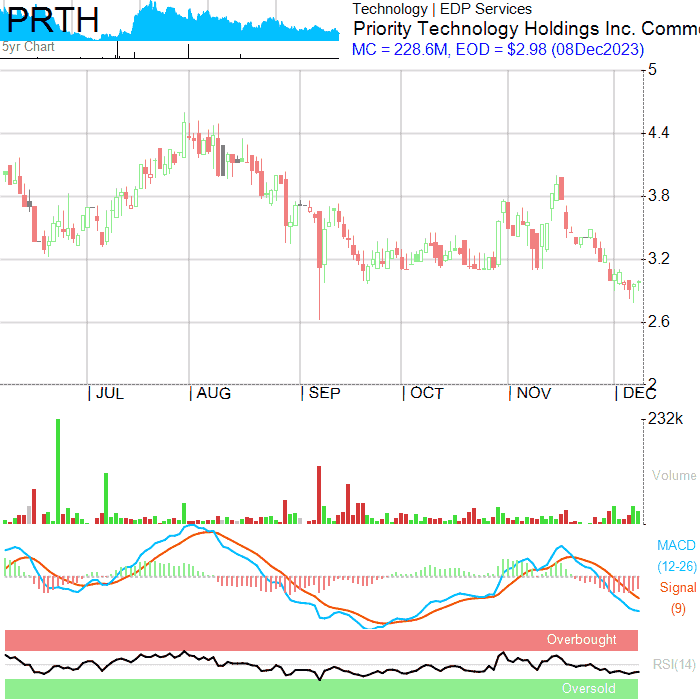 PRTH
5yr Chart
Technology | EDP Services
Priority Technology Holdings Inc. Comm
MC = 228.6M, EOD = $2.98 (08Dec2023)
5
4.4
3.8
3.2
2.6
2
JUL
AUG
SEP
OCT
NOV
DEC
232k
Volume
MACD
(12-26)
Signal
(9)
Overbought
RSI(14)
Oversold